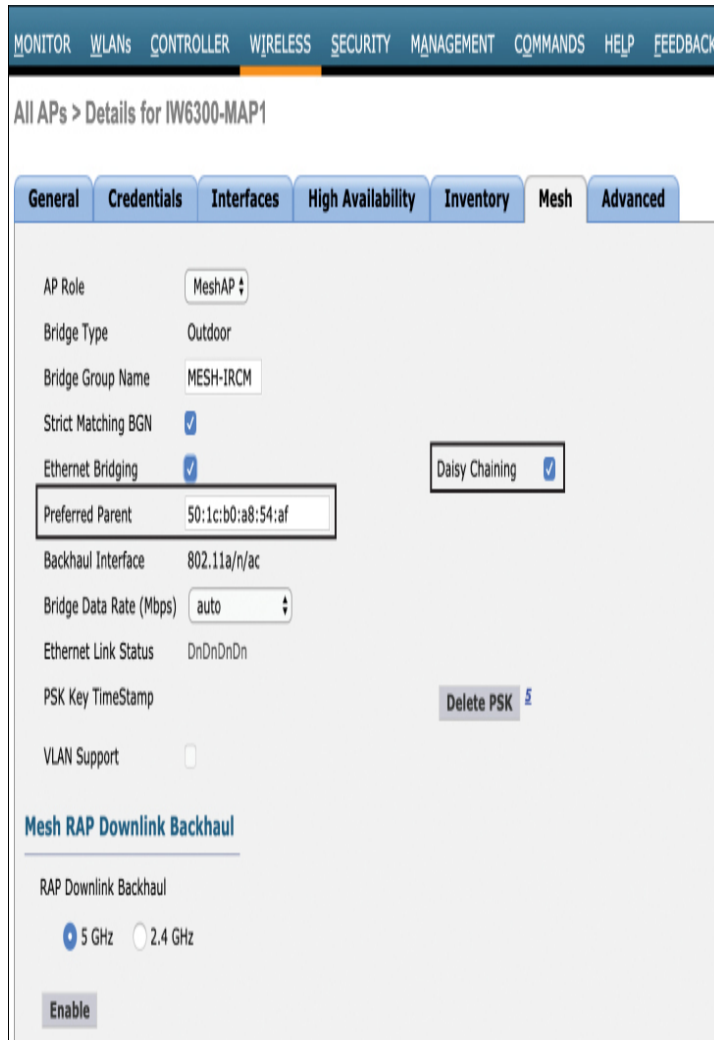 MONITOR WLANs CONTROLLER WIRELESS SECURITY MANAGEMENT COMMANDS HELP FEEDBACK
All APs > Details for IW6300-MAP1
General Credentials Interfaces High Availability Inventory Mesh Advanced
AP Role MeshAP
Bridge Type Outdoor
Bridge Group Name MESH-IRCM
Strict Matching BGN
Ethernet Bridging Daisy Chaining
Preferred Parent 50:1c:b0:a8:54:af
Backhaul Interface 802.11a/n/ac
Bridge Data Rate (Mbps) auto
Ethernet Link Status DnDnDnDn
PSK Key TimeStamp Delete PSK 5
VLAN Support
Mesh RAP Downlink Backhaul
RAP Downlink Backhaul
5 GHz 2.4 GHz
Enable